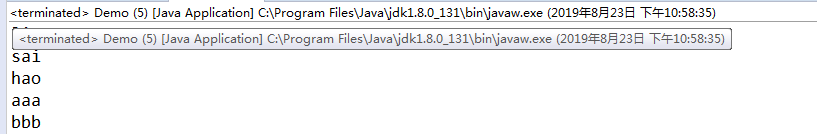 <terminated> Demo (5) [Java Application] C:\Program Files\Java\jdk1.8.0_131\bin\javaw.exe (2019年8月23日 下午10:58:35)
<terminated> Demo (5) [Java Application] C:\Program Files\Java\jdk1.8.0_131\bin\javaw.exe (2019年8月23日 下午10:58:35)
sai
hao
aaa
bbb